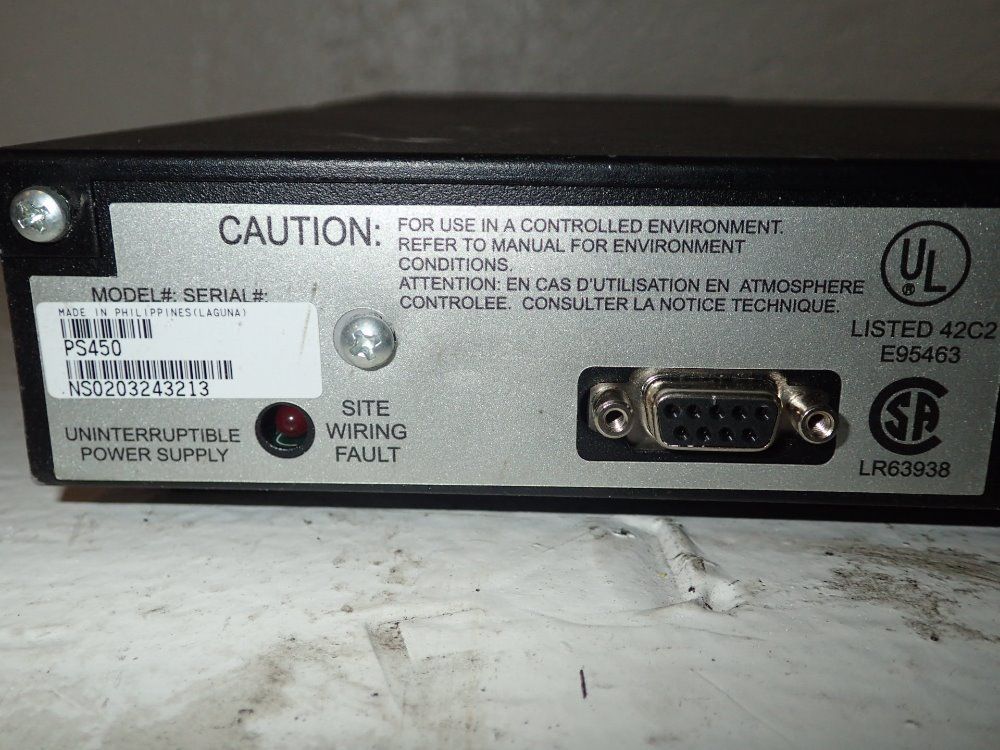 CAUTION:
FOR USE IN A CONTROLLED ENVIRONMENT.
REFER TO MANUAL FOR ENVIRONMENT
CONDITIONS.
ATTENTION: EN CAS D'UTILISATION EN ATMOSPHERE
CONTROLEE. CONSULTER LA NOTICE TECHNIQUE.
UL
®
LISTED 42C2
E95463
MODEL#: SERIAL#:
MADE IN PHILIPPINES(LAGUNA)
PS450
NS0203243213
UNINTERRUPTIBLE
POWER SUPPLY
SITE
WIRING
FAULT
SA
LR63938